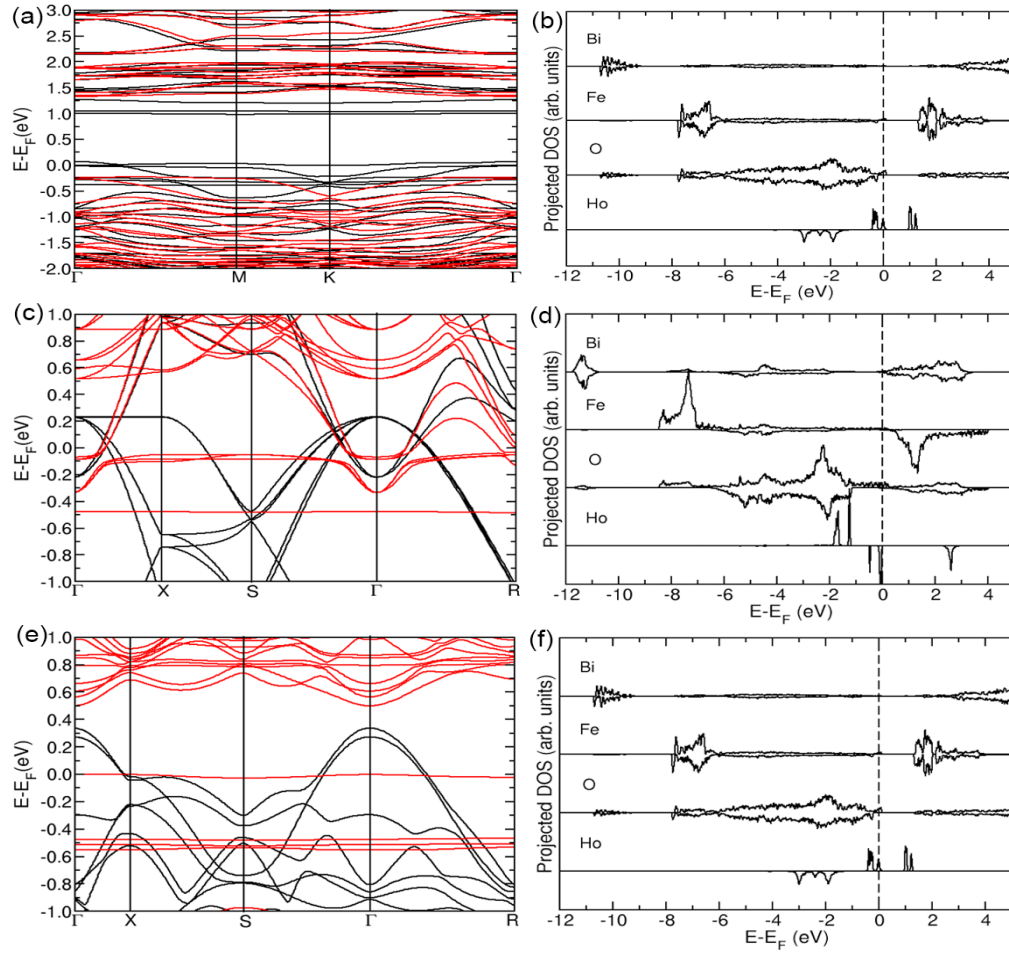 (a)
3.0
2.5
2.0
1.5
1.0
0.5
0.0
-0.5
-1.0
-1.5
-2.0
E-E_F(eV)
Γ M K Γ
(b)
Projected DOS (arb. units)
Bi
Fe
O
Ho
-12 -10 -8 -6 -4 -2 0 2 4
E-E_F (eV)
(c)
1.0
0.8
0.6
0.4
0.2
0.0
-0.2
-0.4
-0.6
-0.8
-1.0
E-E_F(eV)
Γ X S Γ R
(d)
Projected DOS (arb. units)
Bi
Fe
O
Ho
-12 -10 -8 -6 -4 -2 0 2 4
E-E_F (eV)
(e)
1.0
0.8
0.6
0.4
0.2
0.0
-0.2
-0.4
-0.6
-0.8
-1.0
E-E_F(eV)
Γ X S Γ R
(f)
Projected DOS (arb. units)
Bi
Fe
O
Ho
-12 -10 -8 -6 -4 -2 0 2 4
E-E_F (eV)